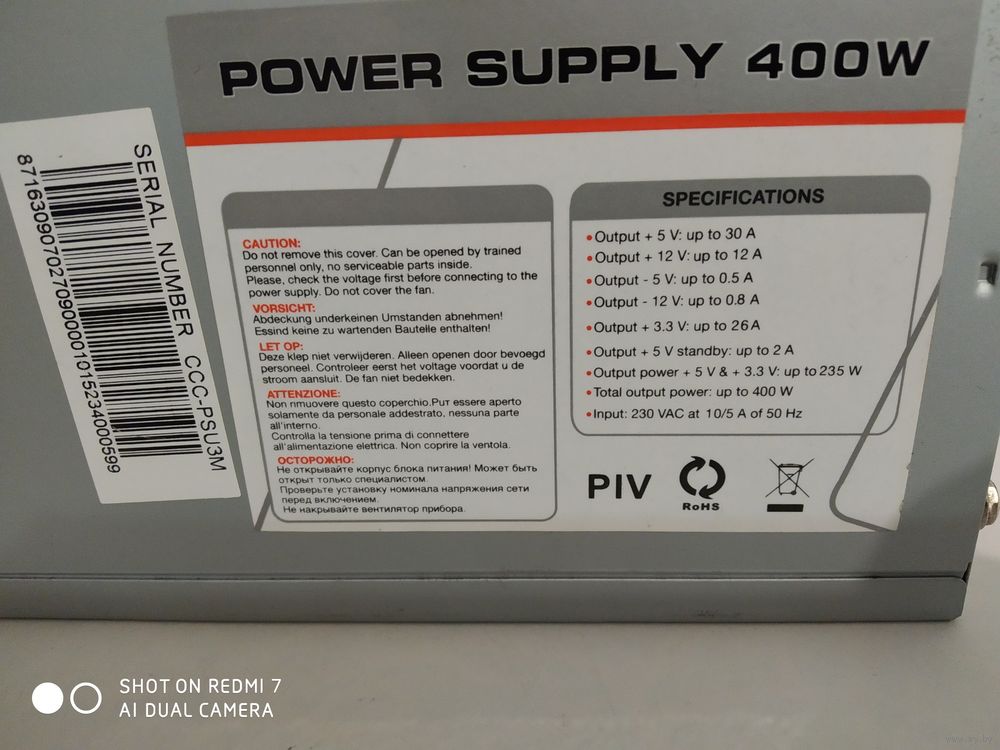 POWER SUPPLY 400W
SERIAL NUMBER CCC-PSU3M
8716309070270900001015234000599
CAUTION:
Do not remove this cover. Can be opened by trained
personnel only, no serviceable parts inside.
Please, check the voltage first before connecting to the
power supply. Do not cover the fan.
VORSICHT:
Abdeckung underkeinen Umstanden abnehmen!
Essind keine zu wartenden Bautelle enthalten!
LET OP:
Deze klep niet verwijderen. Alleen openen door bevoegd
personeel. Controleer eerst het voltage voordat u de
stroom aansluit. De fan niet bedekken.
ATTENZIONE:
Non rımuovere questo coperchio.Pur essere aperto
solamente da personale addestrato, nessuna parte
all'interno.
Controlla la tensione prima di connettere
all'alimentazione elettrica. Non coprire la ventola.
ОСТОРОЖНО:
Не открывайте корпус блока питания! Может быть
открыт только специалистом.
Проверьте установку номинала напряжения сети
перед включением.
Не накрывайте вентилятор прибора.
SPECIFICATIONS
•Output + 5 V: up to 30 A
•Output + 12 V: up to 12 A
•Output - 5 V: up to 0.5 A
•Output - 12 V: up to 0.8 A
•Output + 3.3 V: up to 26 A
•Output + 5 V standby: up to 2 A
•Output power + 5 V & + 3.3 V: up to 235 W
•Total output power: up to 400 W
•Input: 230 VAC at 10/5 A of 50 Hz
PIV
RoHS
SHOT ON REDMI 7
AI DUAL CAMERA